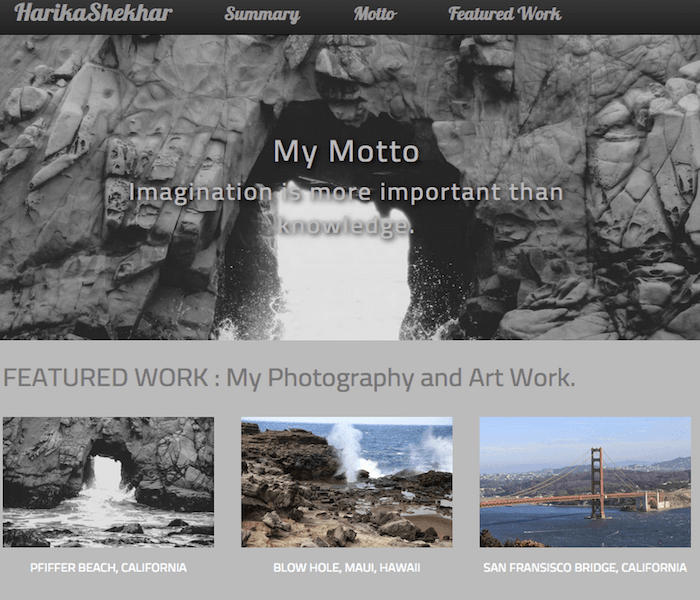 HarikaShekhar Summary Motto Featured Work
My Motto
Imagination is more important than
knowledge.
FEATURED WORK : My Photography and Art Work.
PFIFFER BEACH, CALIFORNIA BLOW HOLE, MAUI, HAWAII SAN FRANSISCO BRIDGE, CALIFORNIA